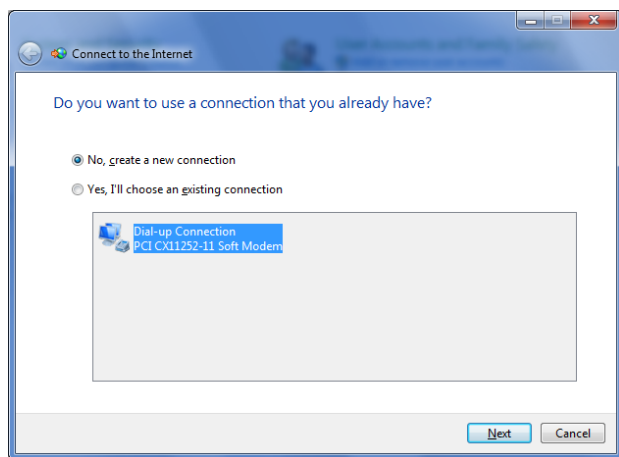 Connect to the Internet
Do you want to use a connection that you already have?
No, create a new connection
Yes, I'll choose an existing connection
Dial-up Connection
PCI CX11252-11 Soft Modem
Next
Cancel